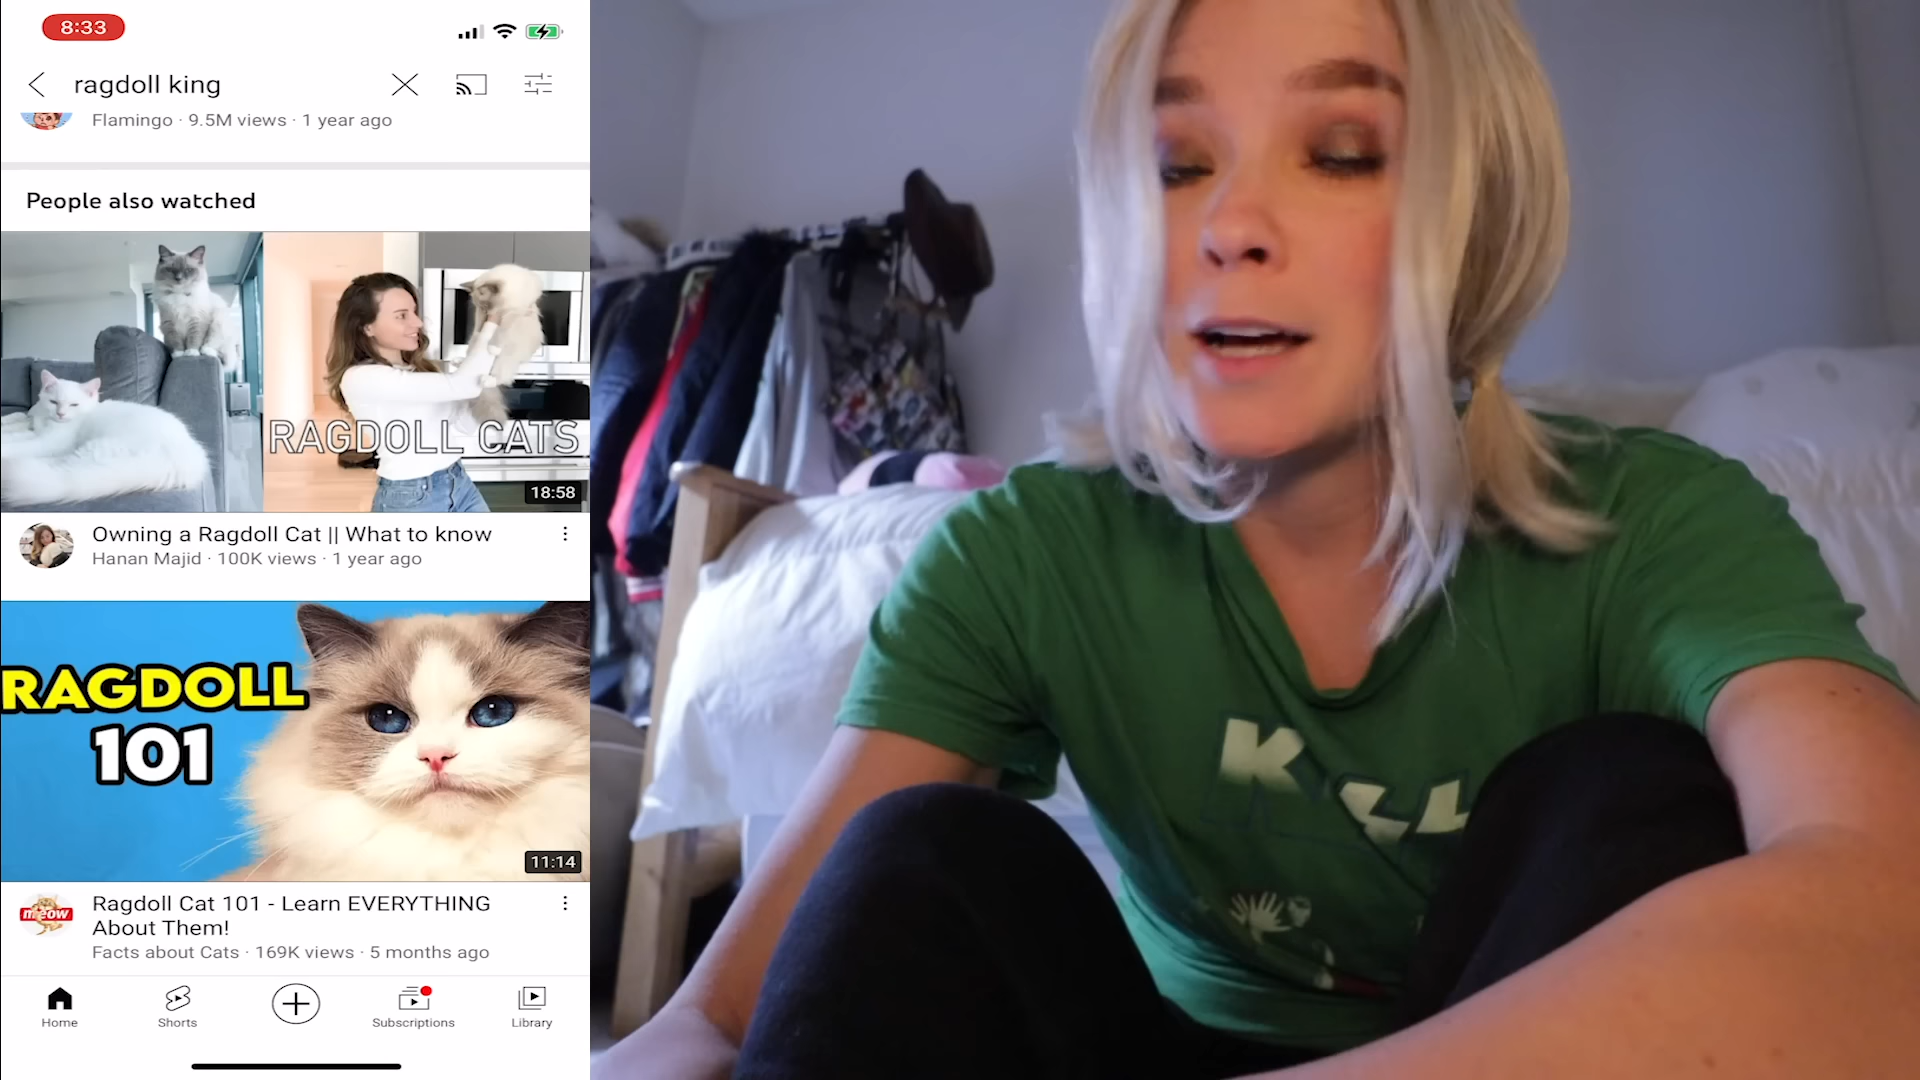 8:33
ragdoll king
Flamingo · 9.5M views · 1 year ago
People also watched
RAGDOLL CATS
18:58
Owning a Ragdoll Cat || What to know
Hanan Majid · 100K views · 1 year ago
RAGDOLL
101
11:14
meow
Ragdoll Cat 101 - Learn EVERYTHING
About Them!
Facts about Cats · 169K views · 5 months ago
Home
Shorts
Subscriptions
Library